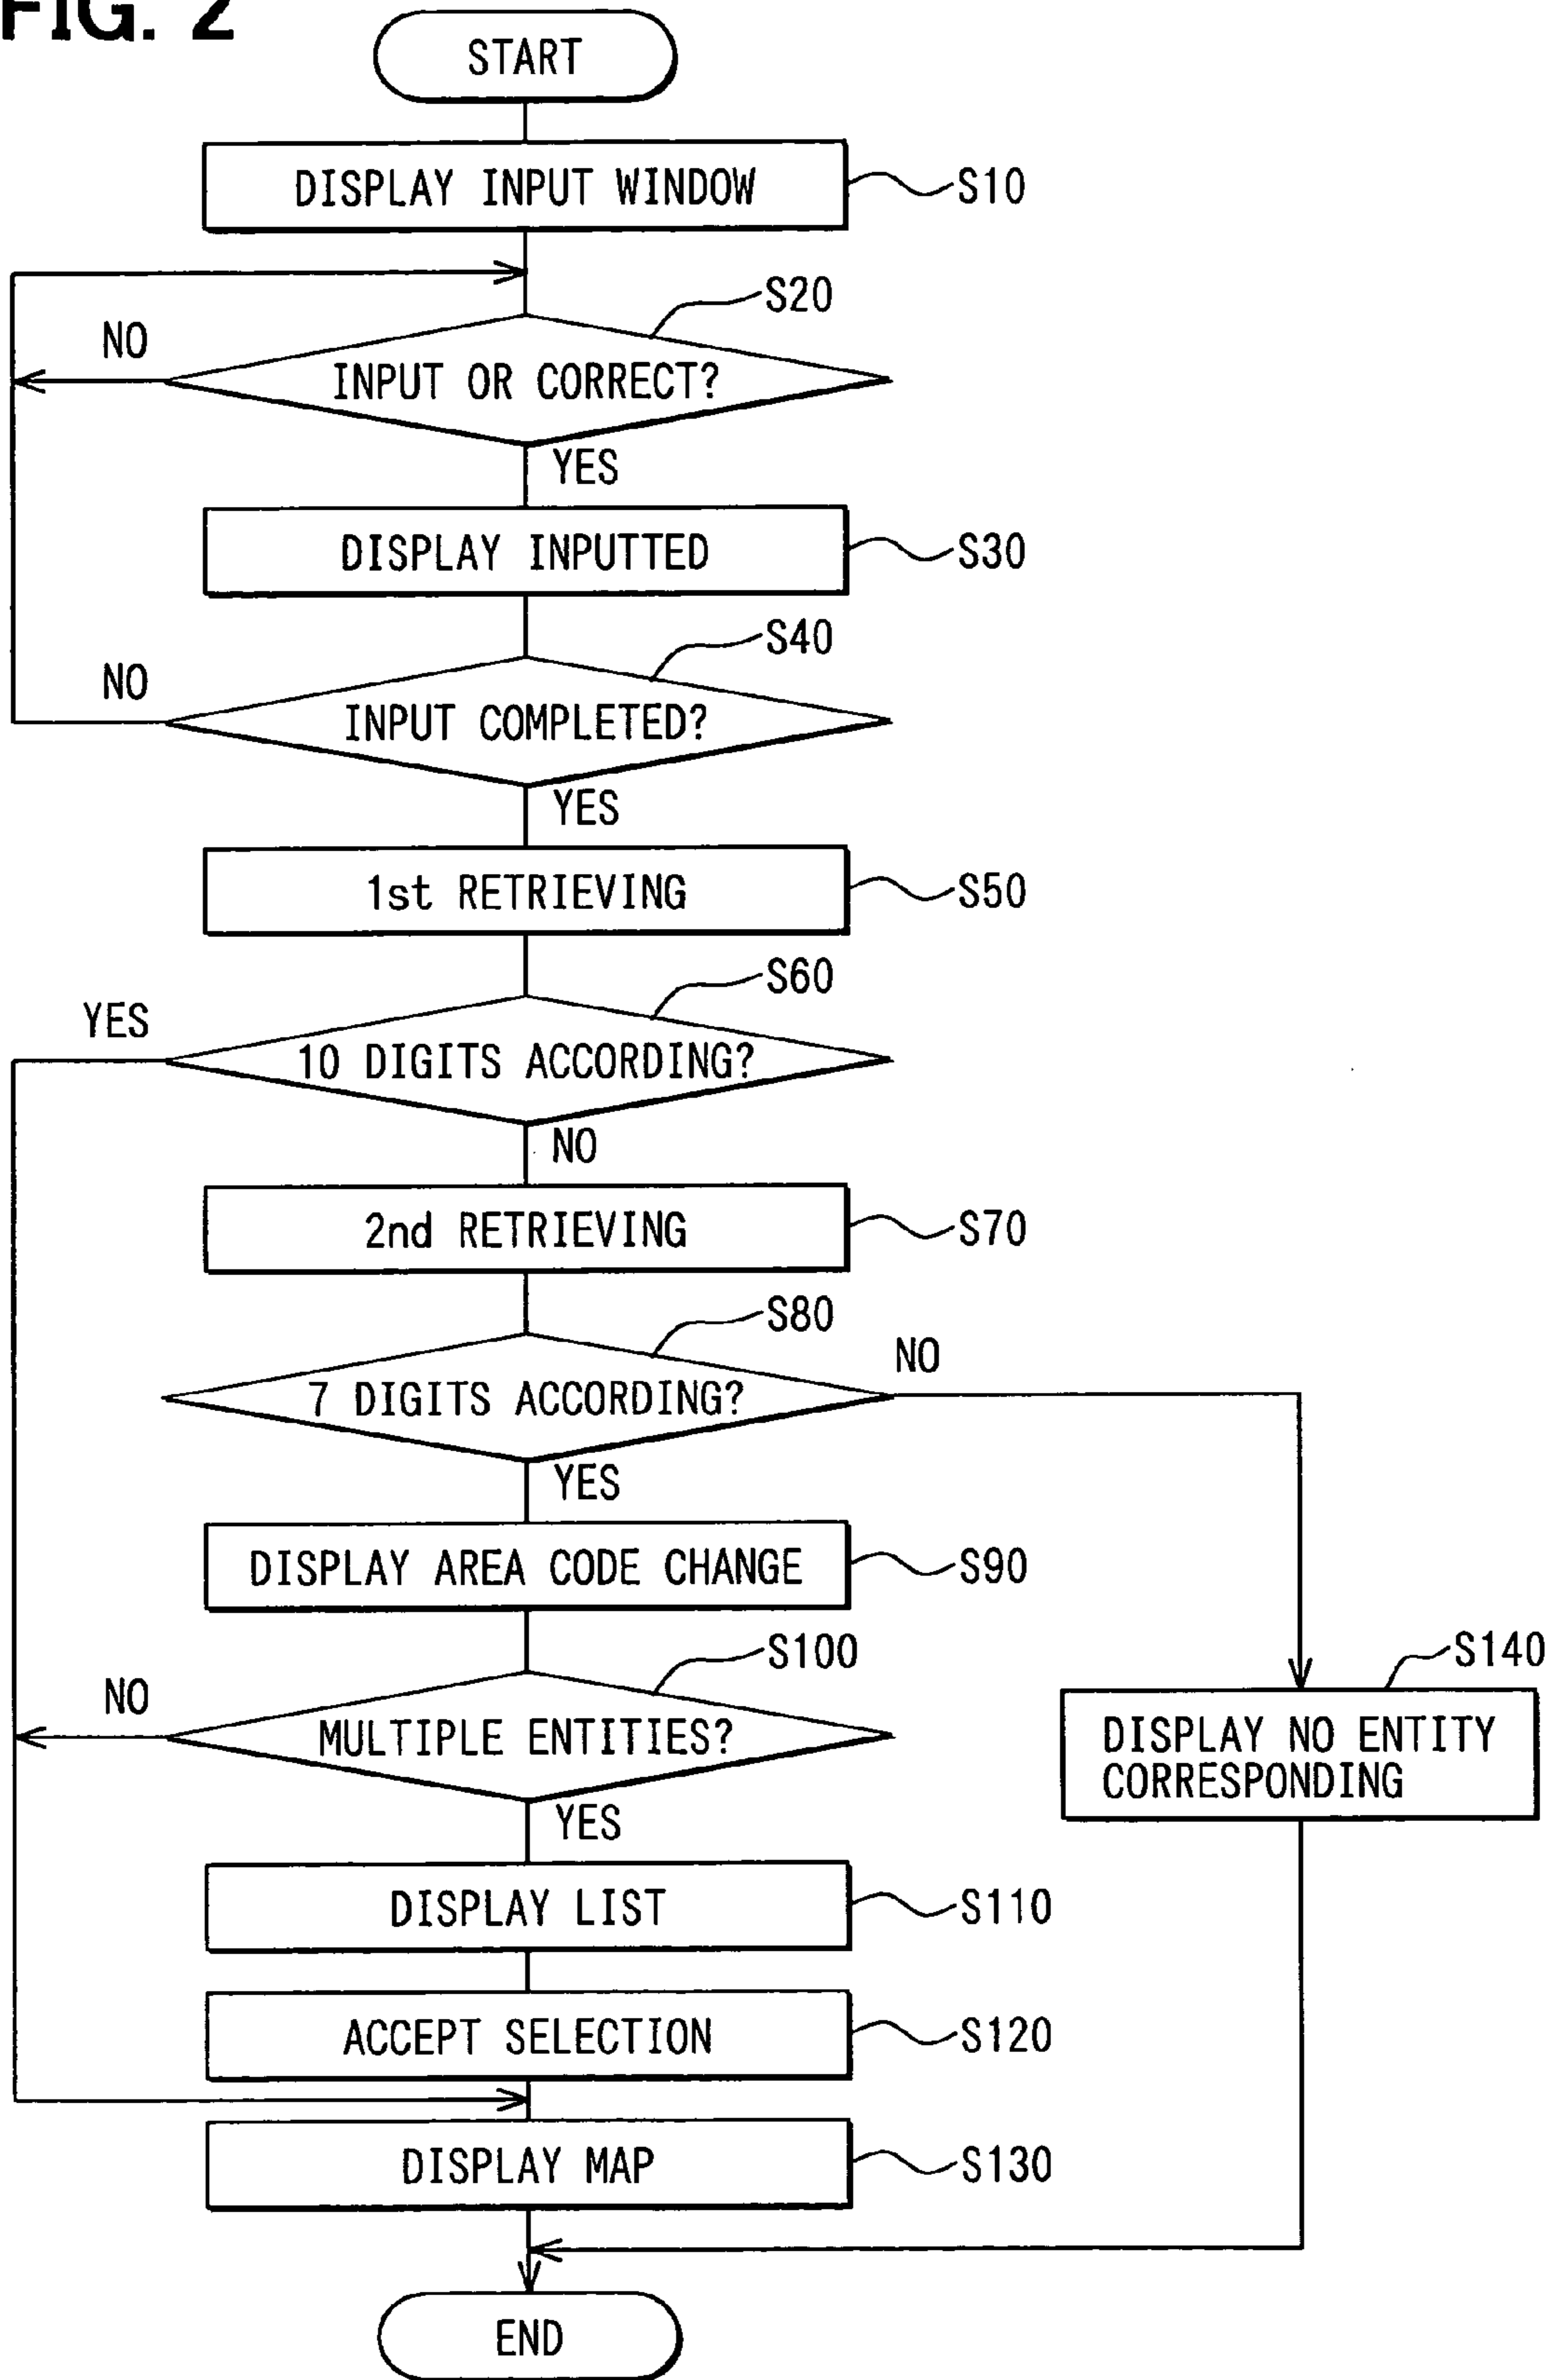 FIG. 2
START
DISPLAY INPUT WINDOW
S10
S20
NO
INPUT OR CORRECT?
YES
DISPLAY INPUTTED
S30
S40
NO
INPUT COMPLETED?
YES
1st RETRIEVING
S50
S60
YES
10 DIGITS ACCORDING?
NO
2nd RETRIEVING
S70
S80
NO
7 DIGITS ACCORDING?
YES
DISPLAY AREA CODE CHANGE
S90
S100
S140
NO
MULTIPLE ENTITIES?
DISPLAY NO ENTITY
CORRESPONDING
YES
DISPLAY LIST
S110
ACCEPT SELECTION
S120
DISPLAY MAP
S130
END